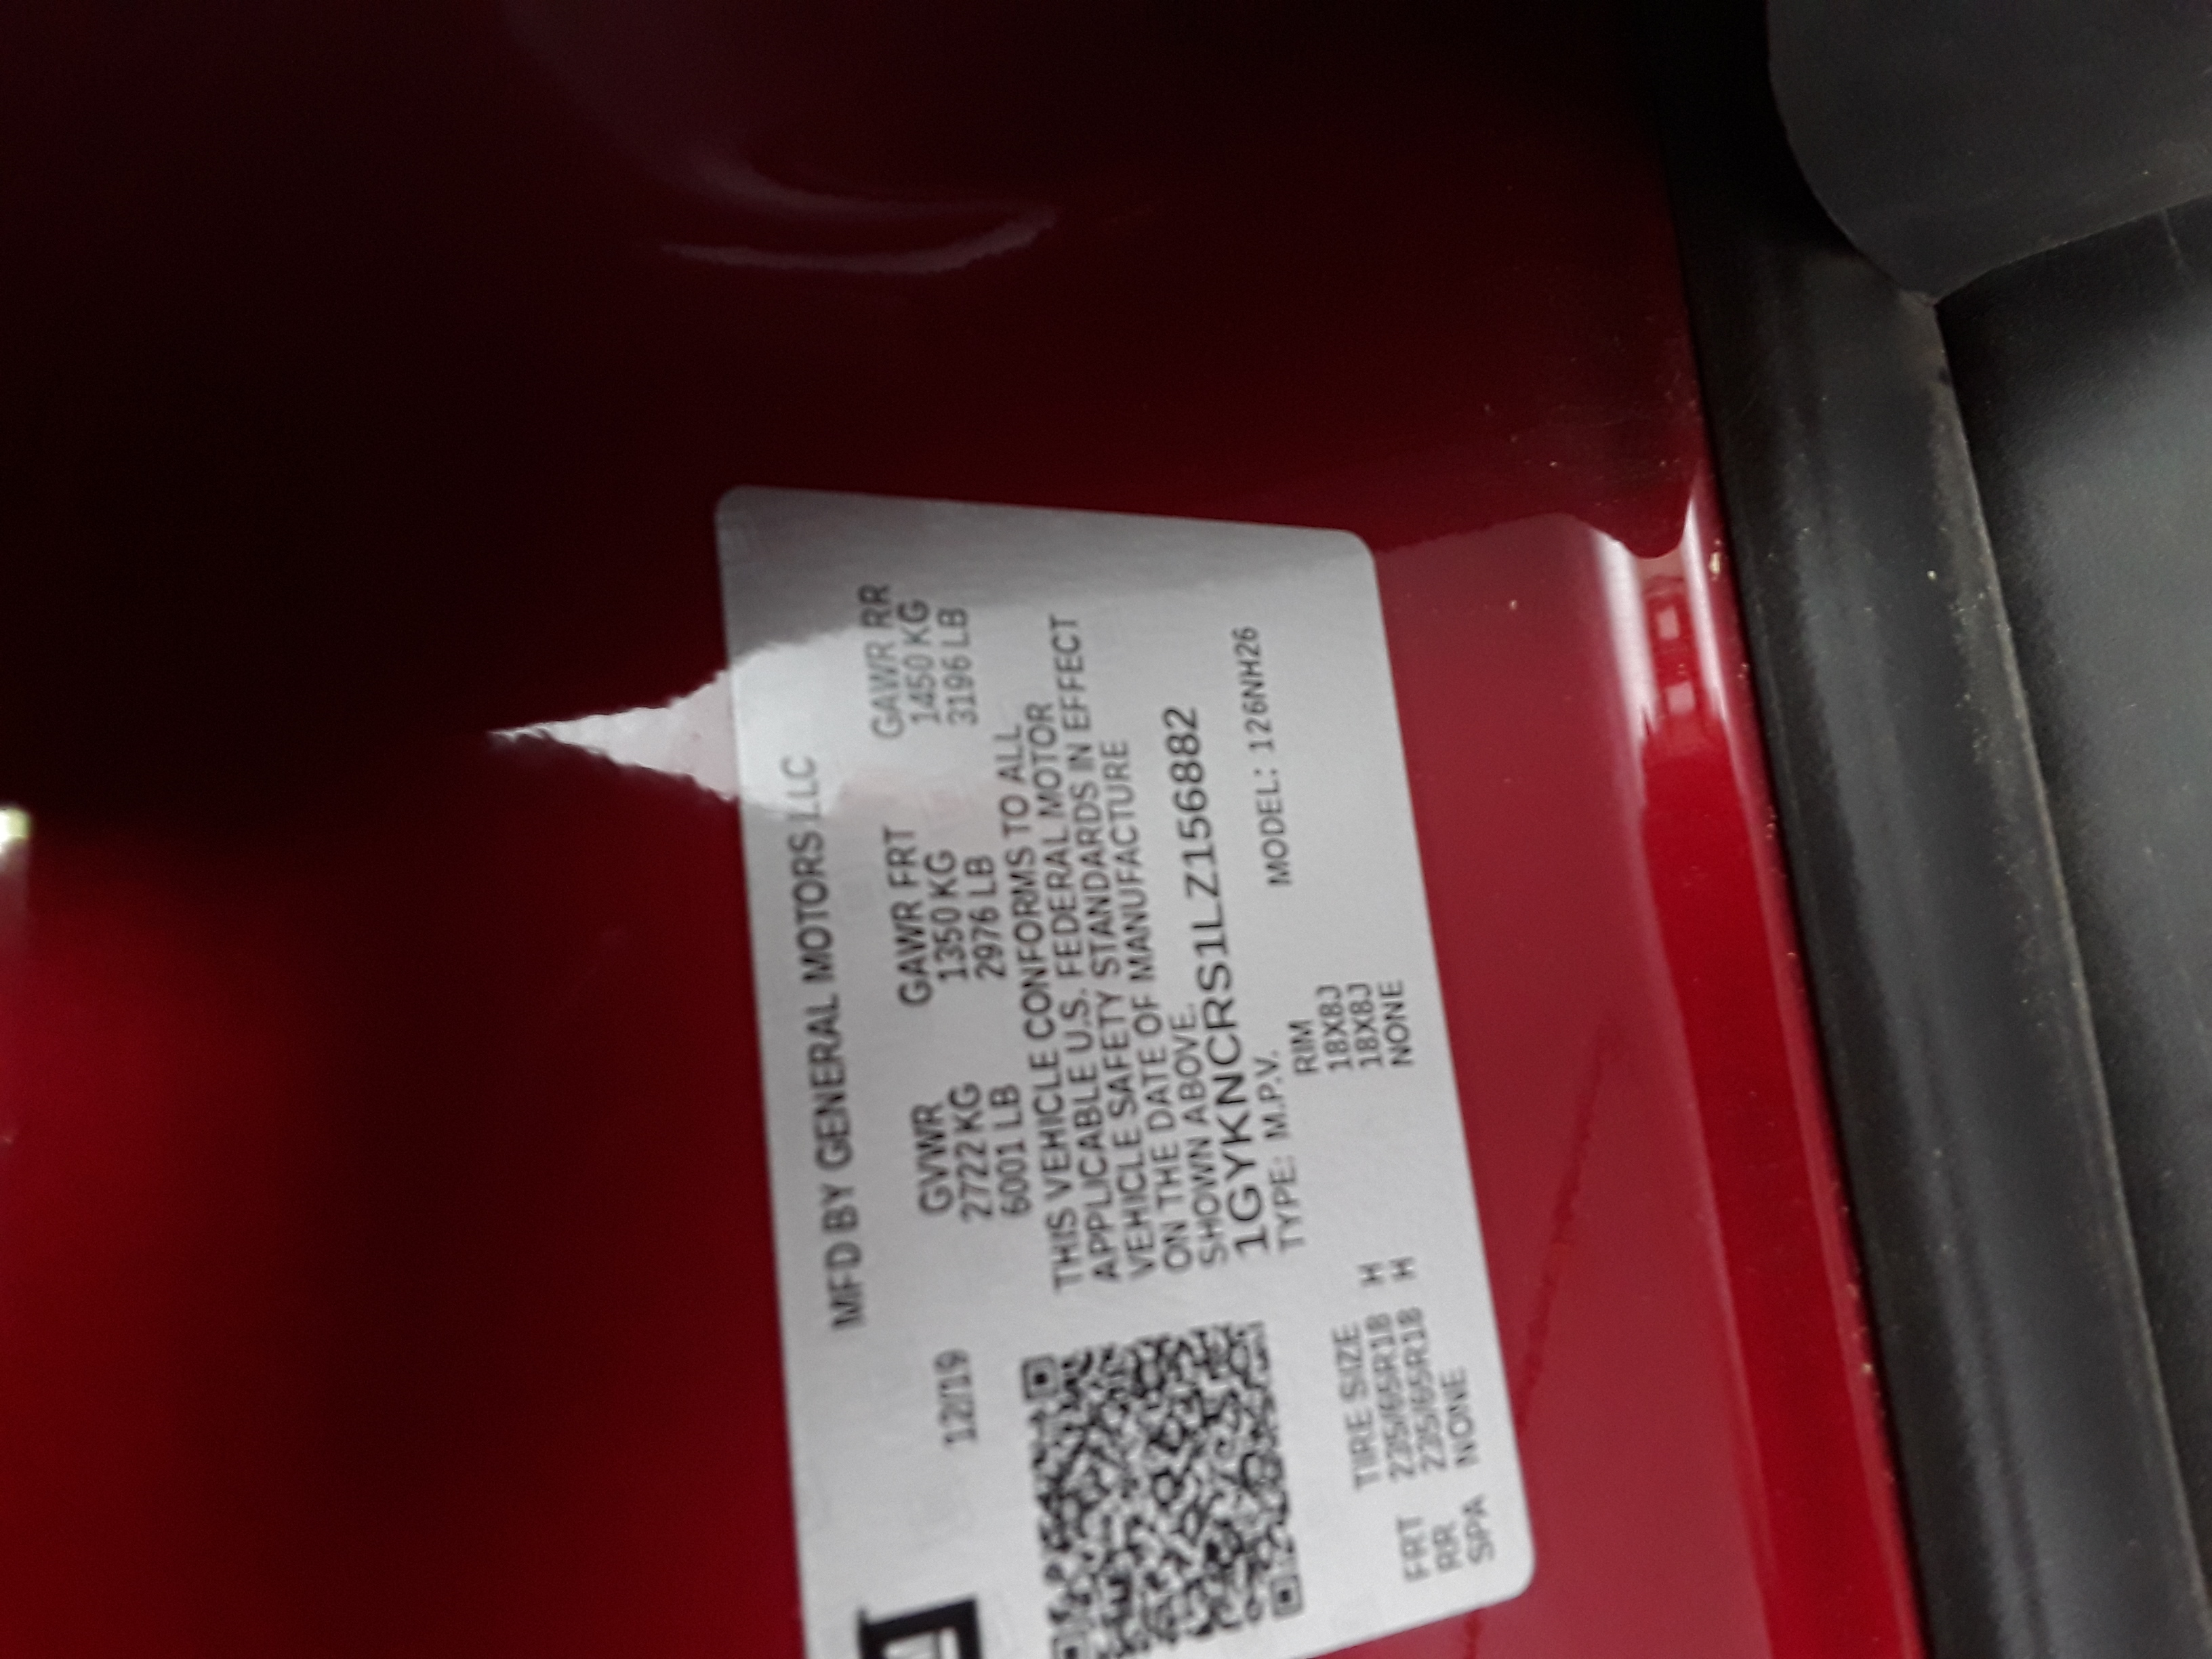 MFD BY GENERAL MOTORS LLC
12/19
GVWR GAWR FRT GAWR RR
2722 KG 1350 KG 1450 KG
6001 LB 2976 LB 3196 LB
THIS VEHICLE CONFORMS TO ALL
APPLICABLE U.S. FEDERAL MOTOR
VEHICLE SAFETY STANDARDS IN EFFECT
ON THE DATE OF MANUFACTURE
SHOWN ABOVE.
1GYKNCRS1LZ156882
TYPE: M.P.V. MODEL: 126NH26
TIRE SIZE RIM
FRT 235/65R18 H 18X8J
RR 235/65R18 H 18X8J
SPA NONE NONE